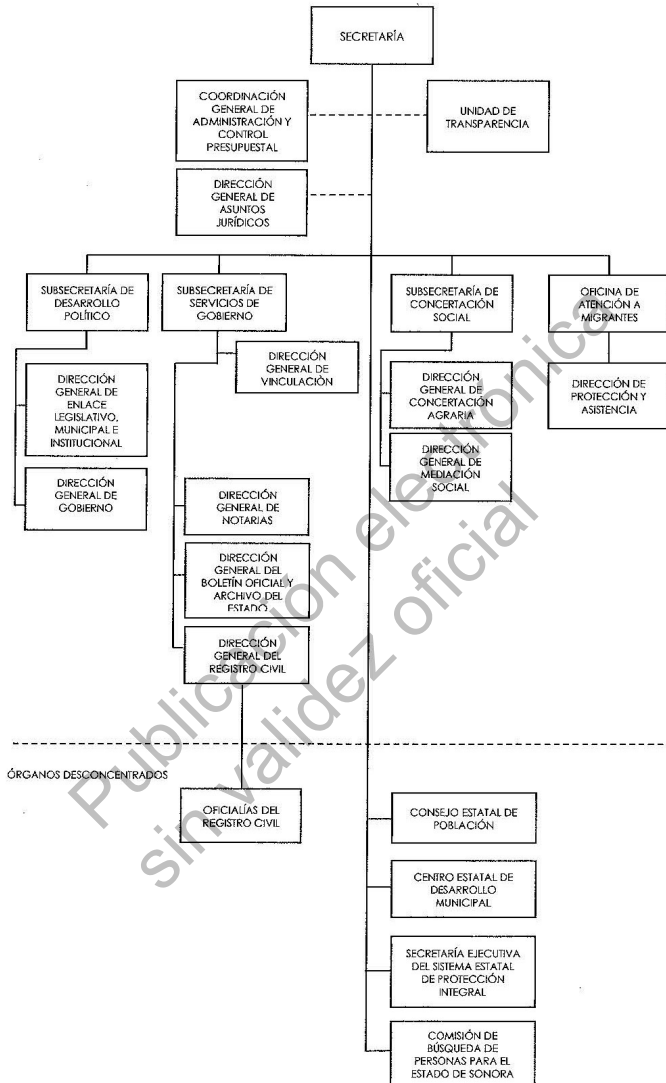 SECRETARÍA
COORDINACIÓN
GENERAL DE
ADMINISTRACIÓN Y
CONTROL
PRESUPUESTAL
UNIDAD DE
TRANSPARENCIA
DIRECCIÓN
GENERAL DE
ASUNTOS
JURÍDICOS
SUBSECRETARÍA DE
DESARROLLO
POLÍTICO
SUBSECRETARÍA DE
SERVICIOS DE
GOBIERNO
SUBSECRETARÍA DE
CONCERTACIÓN
SOCIAL
OFICINA DE
ATENCIÓN A
MIGRANTES
DIRECCIÓN
GENERAL DE
ENLACE
LEGISLATIVO,
MUNICIPAL E
INSTITUCIONAL
DIRECCIÓN
GENERAL DE
VINCULACIÒN
DIRECCIÓN
GENERAL DE
CONCERTACIÓN
AGRARIA
DIRECCIÓN DE
PROTECCIÓN Y
ASISTENCIA
DIRECCIÓN
GENERAL DE
GOBIERNO
DIRECCIÓN
GENERAL DE
NOTARIAS
DIRECCIÓN
GENERAL DE
MEDIACIÓN
SOCIAL
DIRECCIÓN
GENERAL DEL
BOLETÍN OFICIAL Y
ARCHIVO DEL
ESTADO
DIRECCIÓN
GENERAL DEL
REGISTRO CIVIL
ÓRGANOS DESCONCENTRADOS
OFICIALÍAS DEL
REGISTRO CIVIL
CONSEJO ESTATAL DE
POBLACIÓN
CENTRO ESTATAL DE
DESARROLLO
MUNICIPAL
SECRETARÍA EJECUTIVA
DEL SISTEMA ESTATAL
DE PROTECCIÓN
INTEGRAL
COMISIÓN DE
BÚSQUEDA DE
PERSONAS PARA EL
ESTADO DE SONORA
Publicación electrónica
sin validez oficial